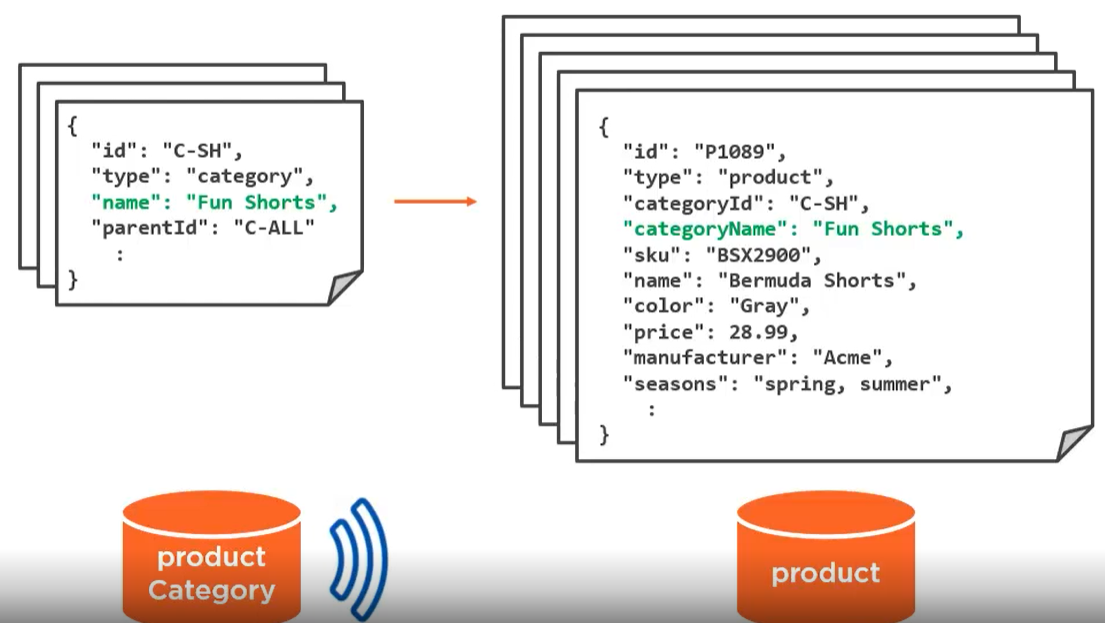 {
"id": "C-SH",
"type": "category",
"name": "Fun Shorts",
"parentId": "C-ALL"
:
}
{
"id": "P1089",
"type": "product",
"categoryId": "C-SH",
"categoryName": "Fun Shorts",
"sku": "BSX2900",
"name": "Bermuda Shorts",
"color": "Gray",
"price": 28.99,
"manufacturer": "Acme",
"seasons": "spring, summer",
:
}
product
Category
product